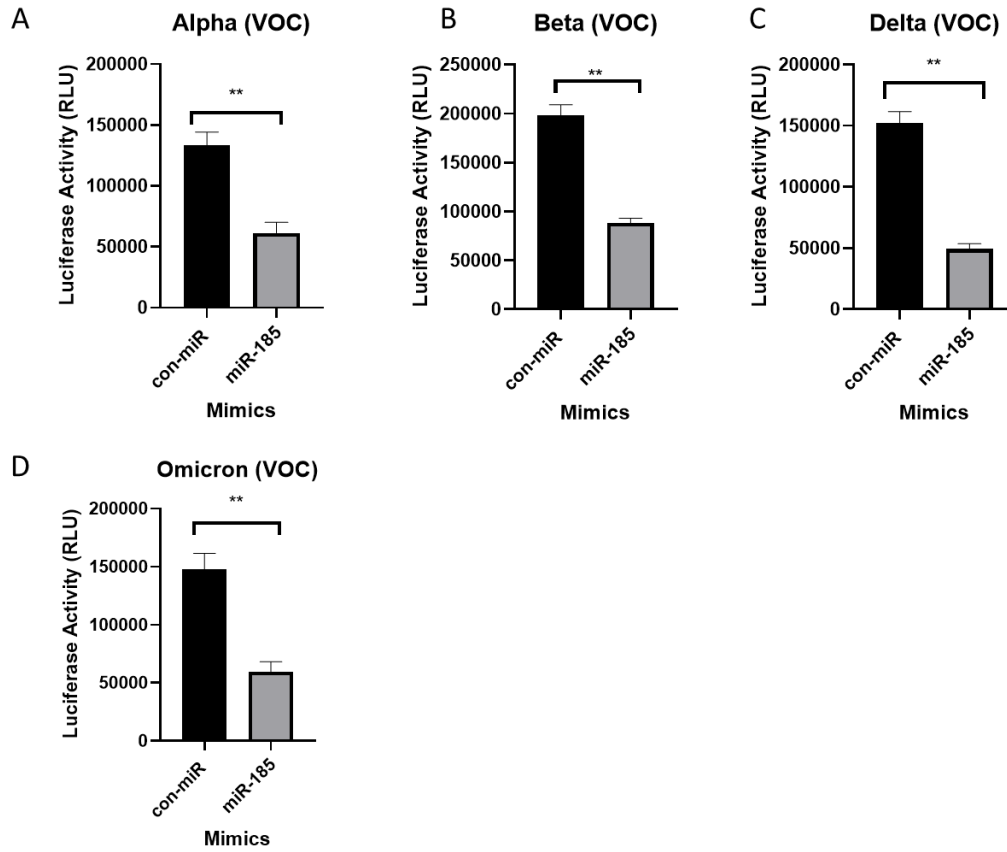 A
Alpha (VOC)
Luciferase Activity (RLU)
200000
150000
100000
50000
0
**
con-miR
miR-185
Mimics
B
Beta (VOC)
Luciferase Activity (RLU)
250000
200000
150000
100000
50000
0
**
con-miR
miR-185
Mimics
C
Delta (VOC)
Luciferase Activity (RLU)
200000
150000
100000
50000
0
**
con-miR
miR-185
Mimics
D
Omicron (VOC)
Luciferase Activity (RLU)
200000
150000
100000
50000
0
**
con-miR
miR-185
Mimics